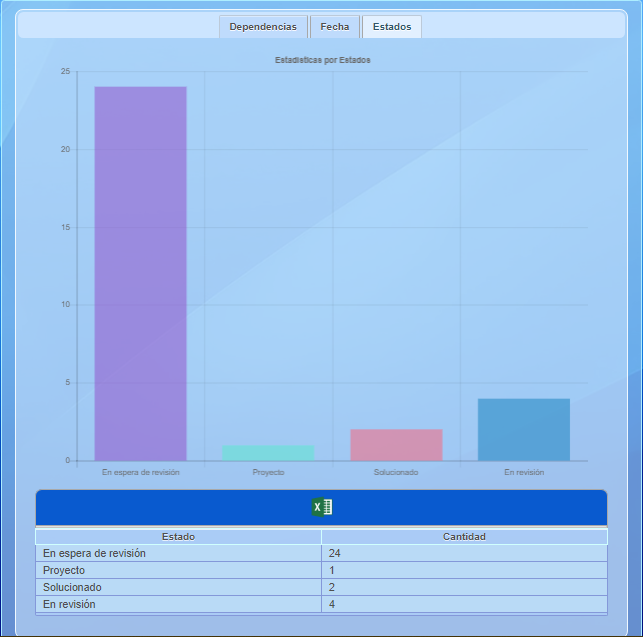 Dependencias Fecha Estados
Estadísticas por Estados
25
20
15
10
5
0
En espera de revisión Proyecto Solucionado En revisión
X
Estado Cantidad
En espera de revisión 24
Proyecto 1
Solucionado 2
En revisión 4